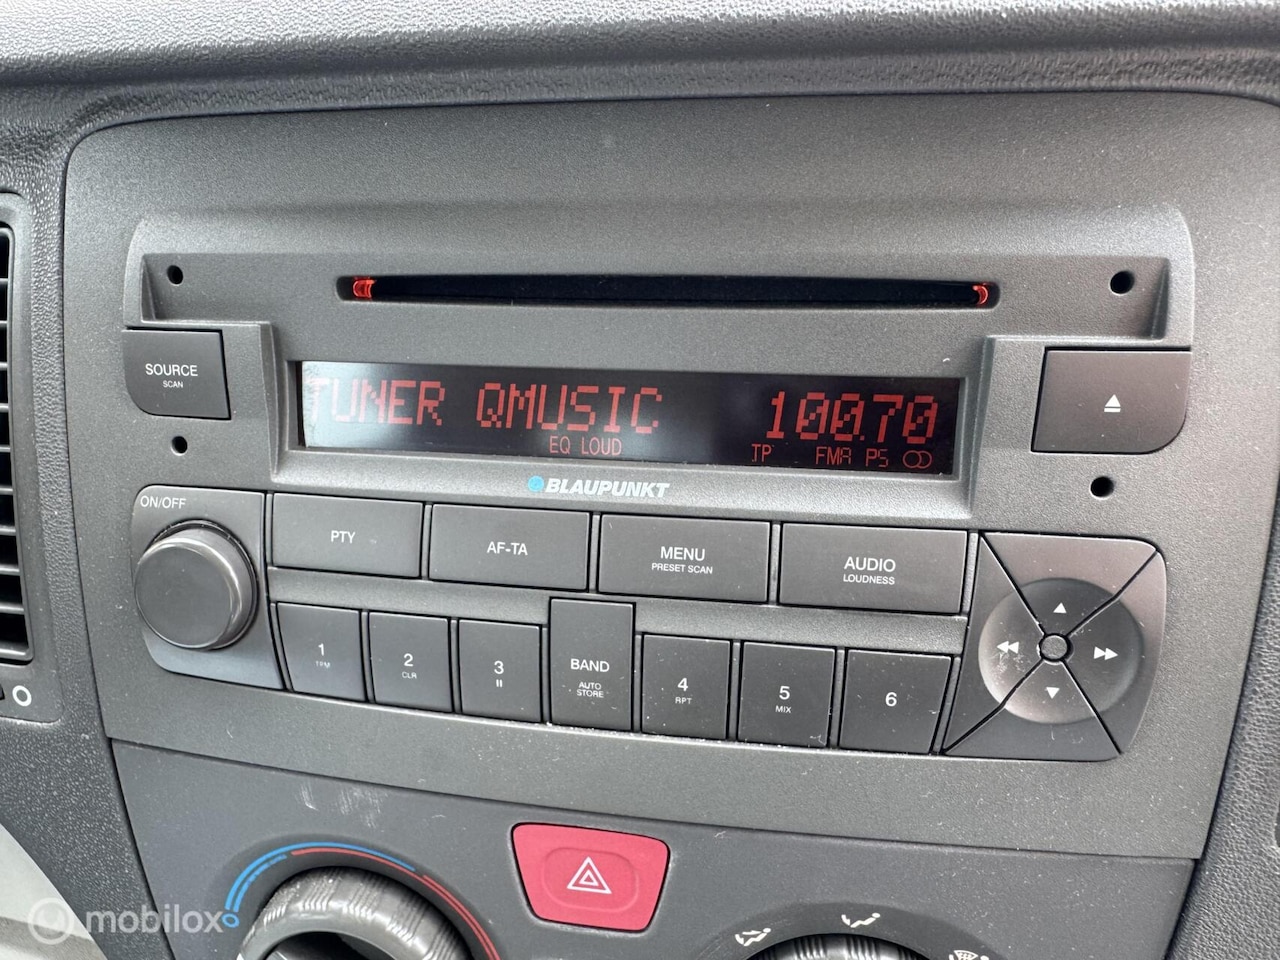 SOURCE
SCAN
TUNER QMUSIC 100.70
EQ LOUD TP FMA PS
BLAUPUNKT
ON/OFF
PTY
AF-TA
MENU
PRESET SCAN
AUDIO
LOUDNESS
1
TPM
2
CLR
3
BAND
AUTO
STORE
4
RPT
5
MIX
6
mobilox